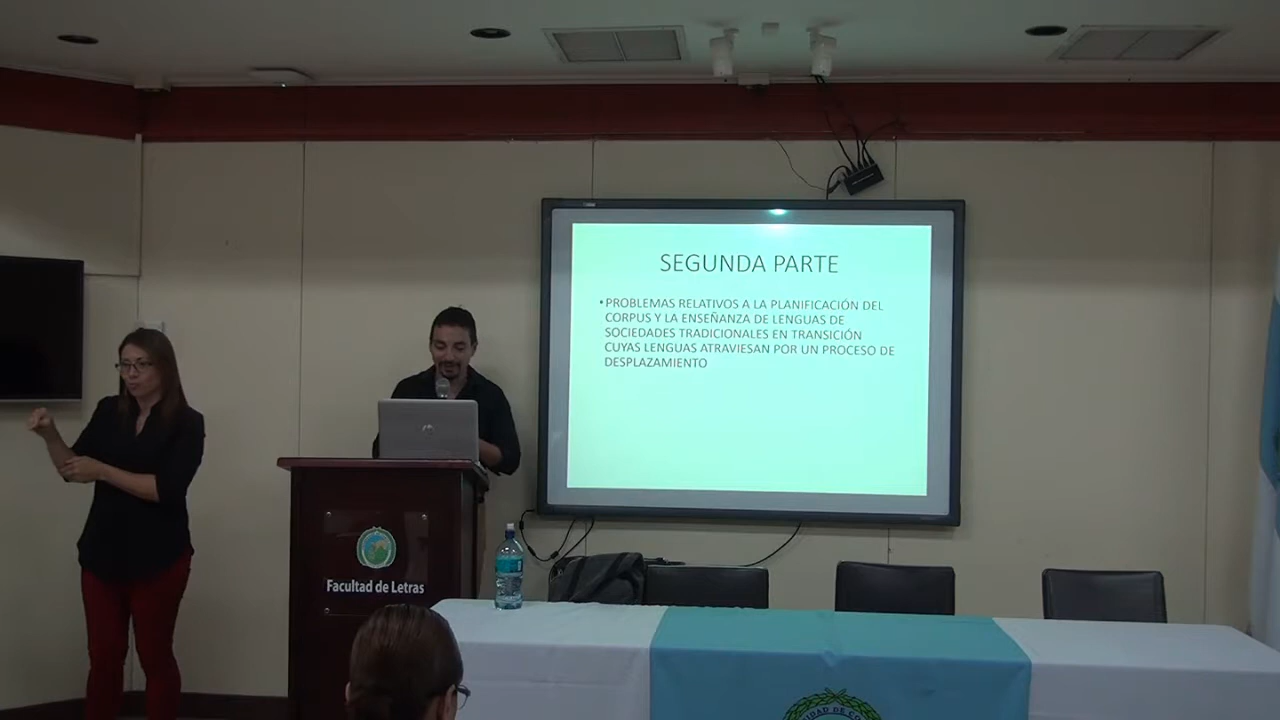 SEGUNDA PARTE
• PROBLEMAS RELATIVOS A LA PLANIFICACIÓN DEL
CORPUS Y LA ENSEÑANZA DE LENGUAS DE
SOCIEDADES TRADICIONALES EN TRANSICIÓN
CUYAS LENGUAS ATRAVIESAN POR UN PROCESO DE
DESPLAZAMIENTO
hp
Facultad de Letras